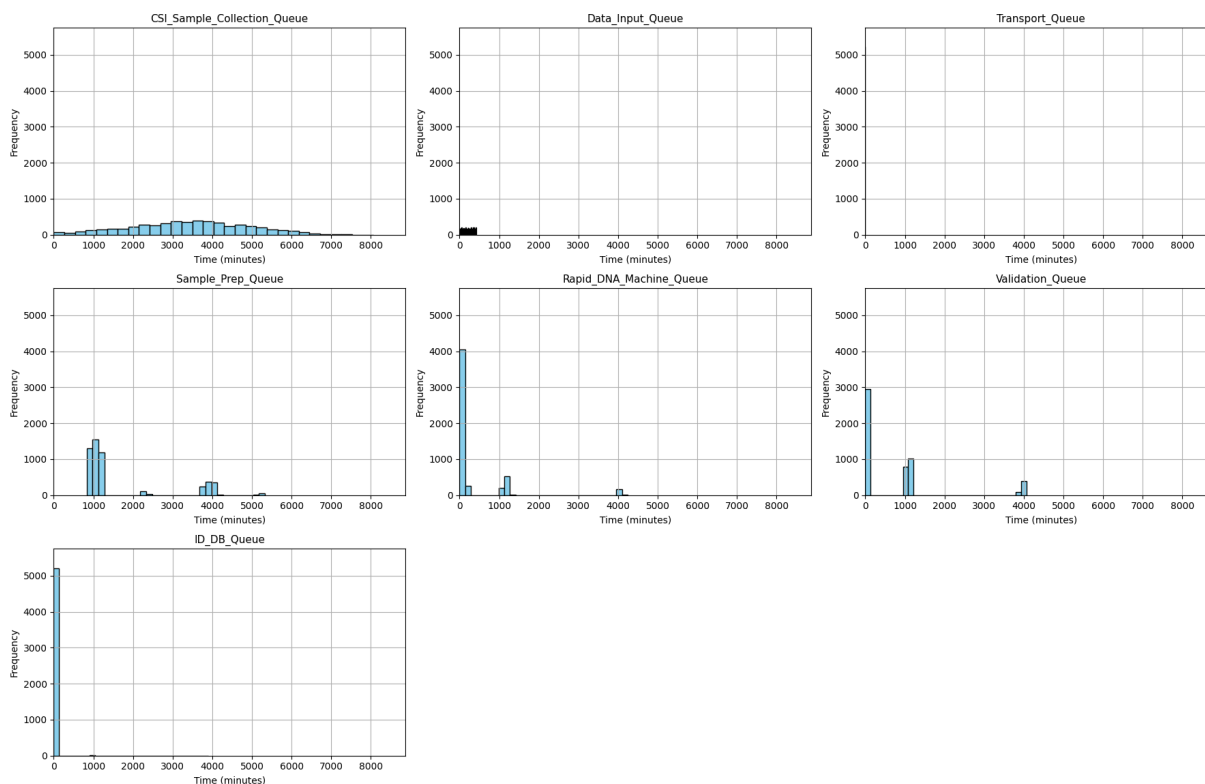 CSI_Sample_Collection_Queue
Frequency
5000
4000
3000
2000
1000
0
0 1000 2000 3000 4000 5000 6000 7000 8000
Time (minutes)
Data_Input_Queue
Frequency
5000
4000
3000
2000
1000
0
0 1000 2000 3000 4000 5000 6000 7000 8000
Time (minutes)
Transport_Queue
Frequency
5000
4000
3000
2000
1000
0
0 1000 2000 3000 4000 5000 6000 7000 8000
Time (minutes)
Sample_Prep_Queue
Frequency
5000
4000
3000
2000
1000
0
0 1000 2000 3000 4000 5000 6000 7000 8000
Time (minutes)
Rapid_DNA_Machine_Queue
Frequency
5000
4000
3000
2000
1000
0
0 1000 2000 3000 4000 5000 6000 7000 8000
Time (minutes)
Validation_Queue
Frequency
5000
4000
3000
2000
1000
0
0 1000 2000 3000 4000 5000 6000 7000 8000
Time (minutes)
ID_DB_Queue
Frequency
5000
4000
3000
2000
1000
0
0 1000 2000 3000 4000 5000 6000 7000 8000
Time (minutes)